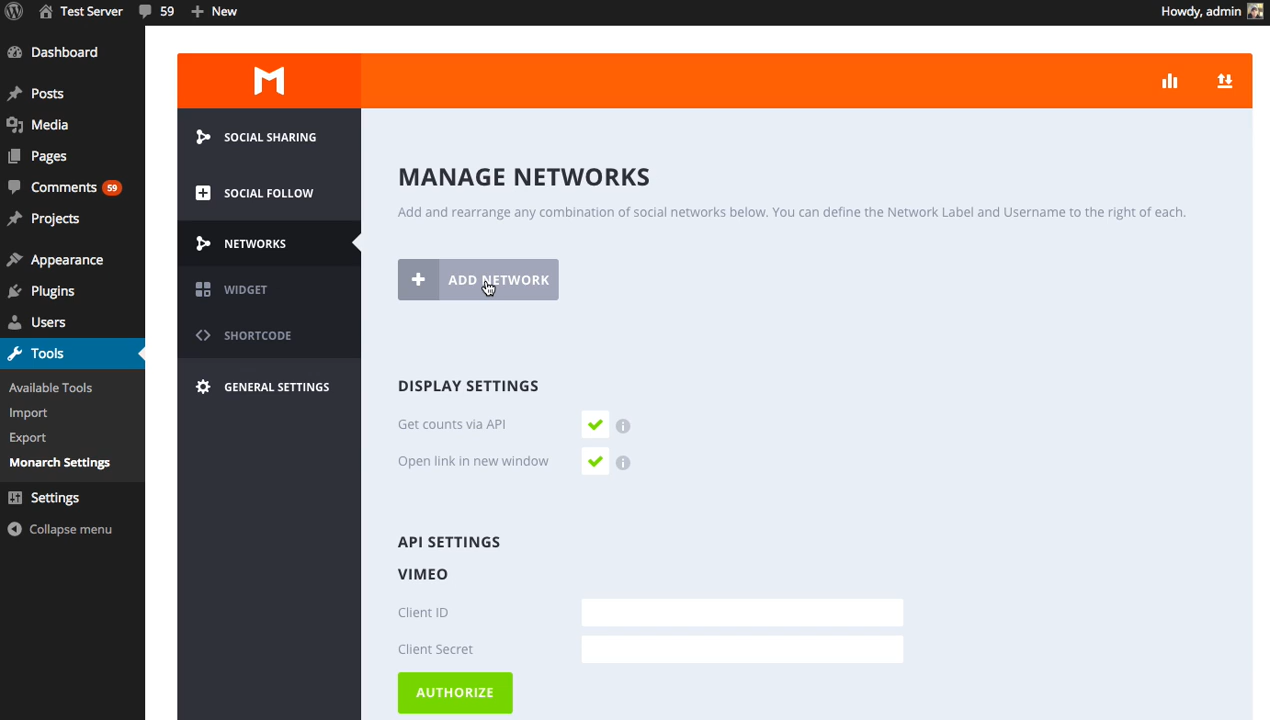 Test Server 59 New Howdy, admin
Dashboard
Posts
Media
Pages
Comments 59
Projects
Appearance
Plugins
Users
Tools
Available Tools
Import
Export
Monarch Settings
Settings
Collapse menu
SOCIAL SHARING
SOCIAL FOLLOW
NETWORKS
WIDGET
SHORTCODE
GENERAL SETTINGS
MANAGE NETWORKS
Add and rearrange any combination of social networks below. You can define the Network Label and Username to the right of each.
ADD NETWORK
DISPLAY SETTINGS
Get counts via API
Open link in new window
API SETTINGS
VIMEO
Client ID
Client Secret
AUTHORIZE